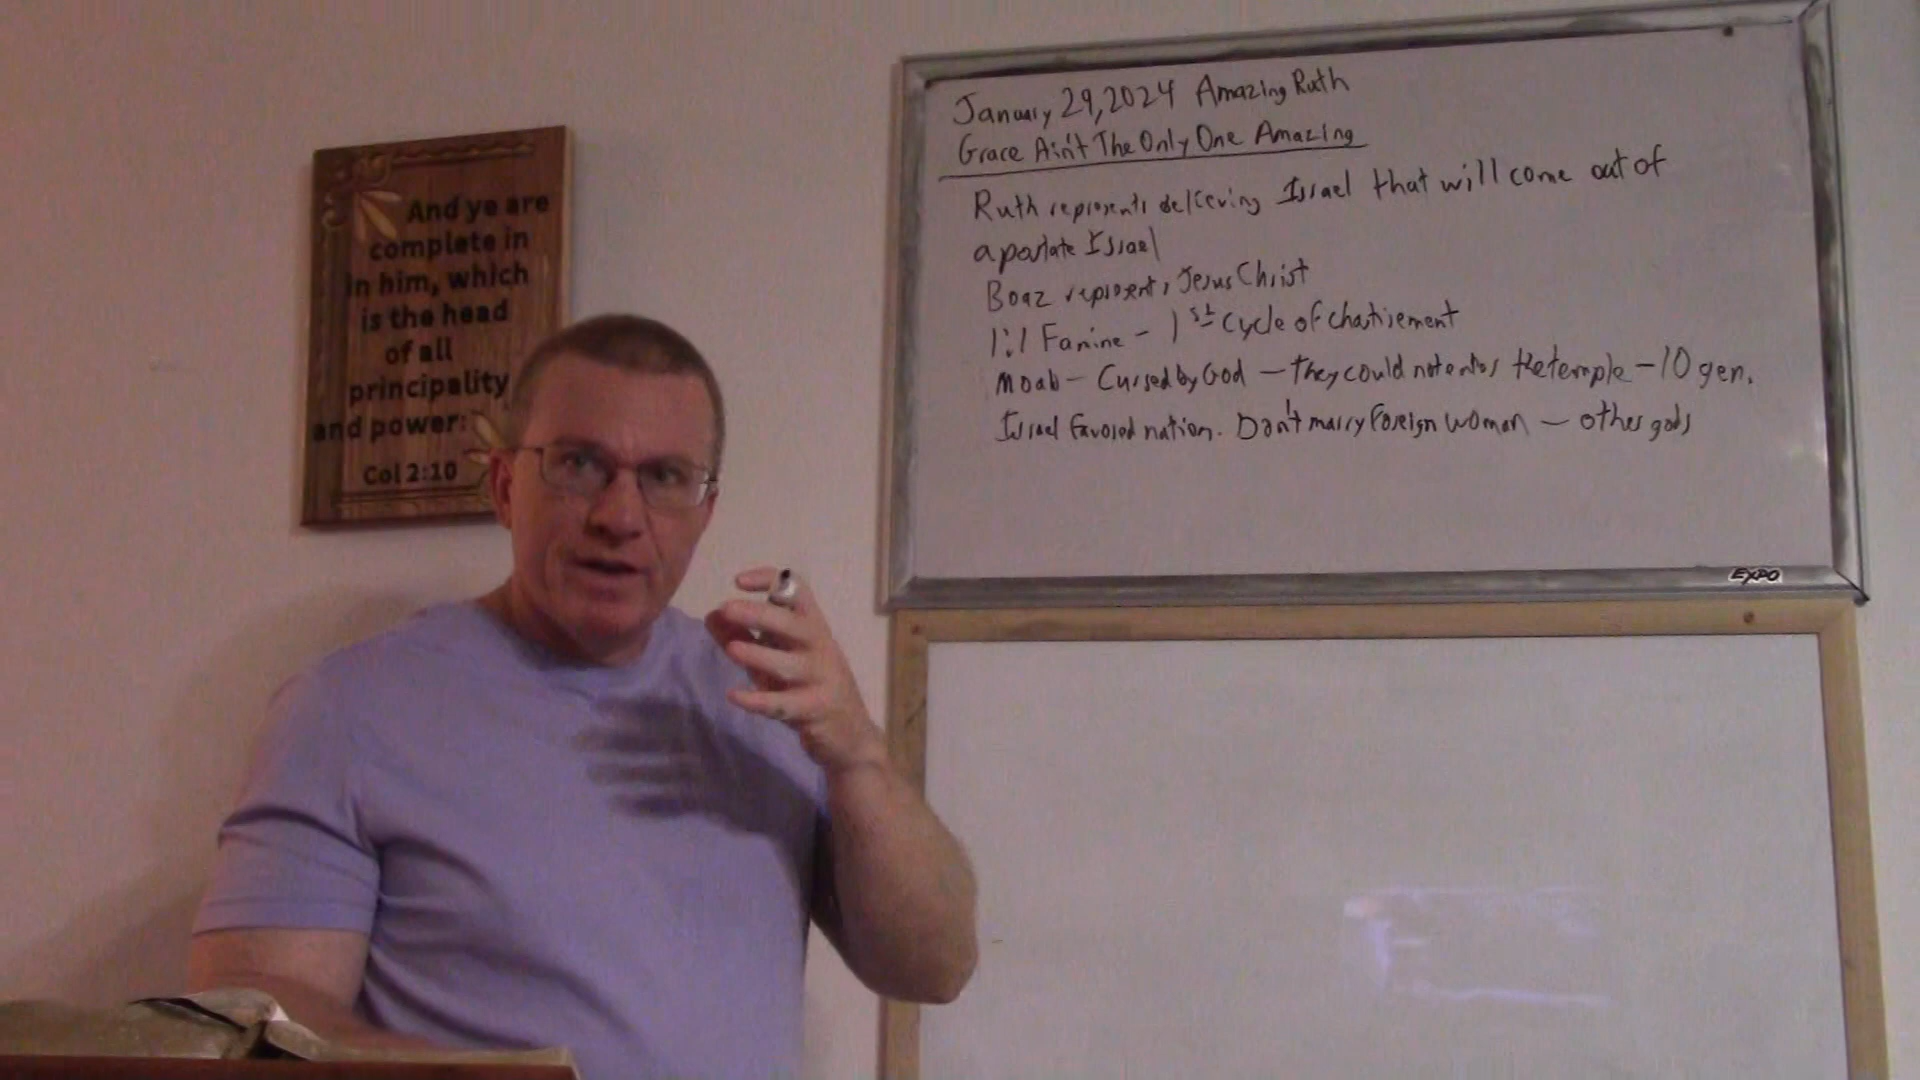 And ye are
complete in
in him, which
is the head
of all
principality
and power:
Col 2:10
January 29, 2024 Amazing Ruth
Grace Ain't The Only One Amazing
Ruth represents believing Israel that will come out of
apostate Israel
Boaz represents Jesus Christ
1:1 Famine - 1st Cycle of chastisement
Moab - Cursed by God - They could not enter the temple - 10 gen.
Israel favored nation. Don't marry foreign woman - other gods
EXPO